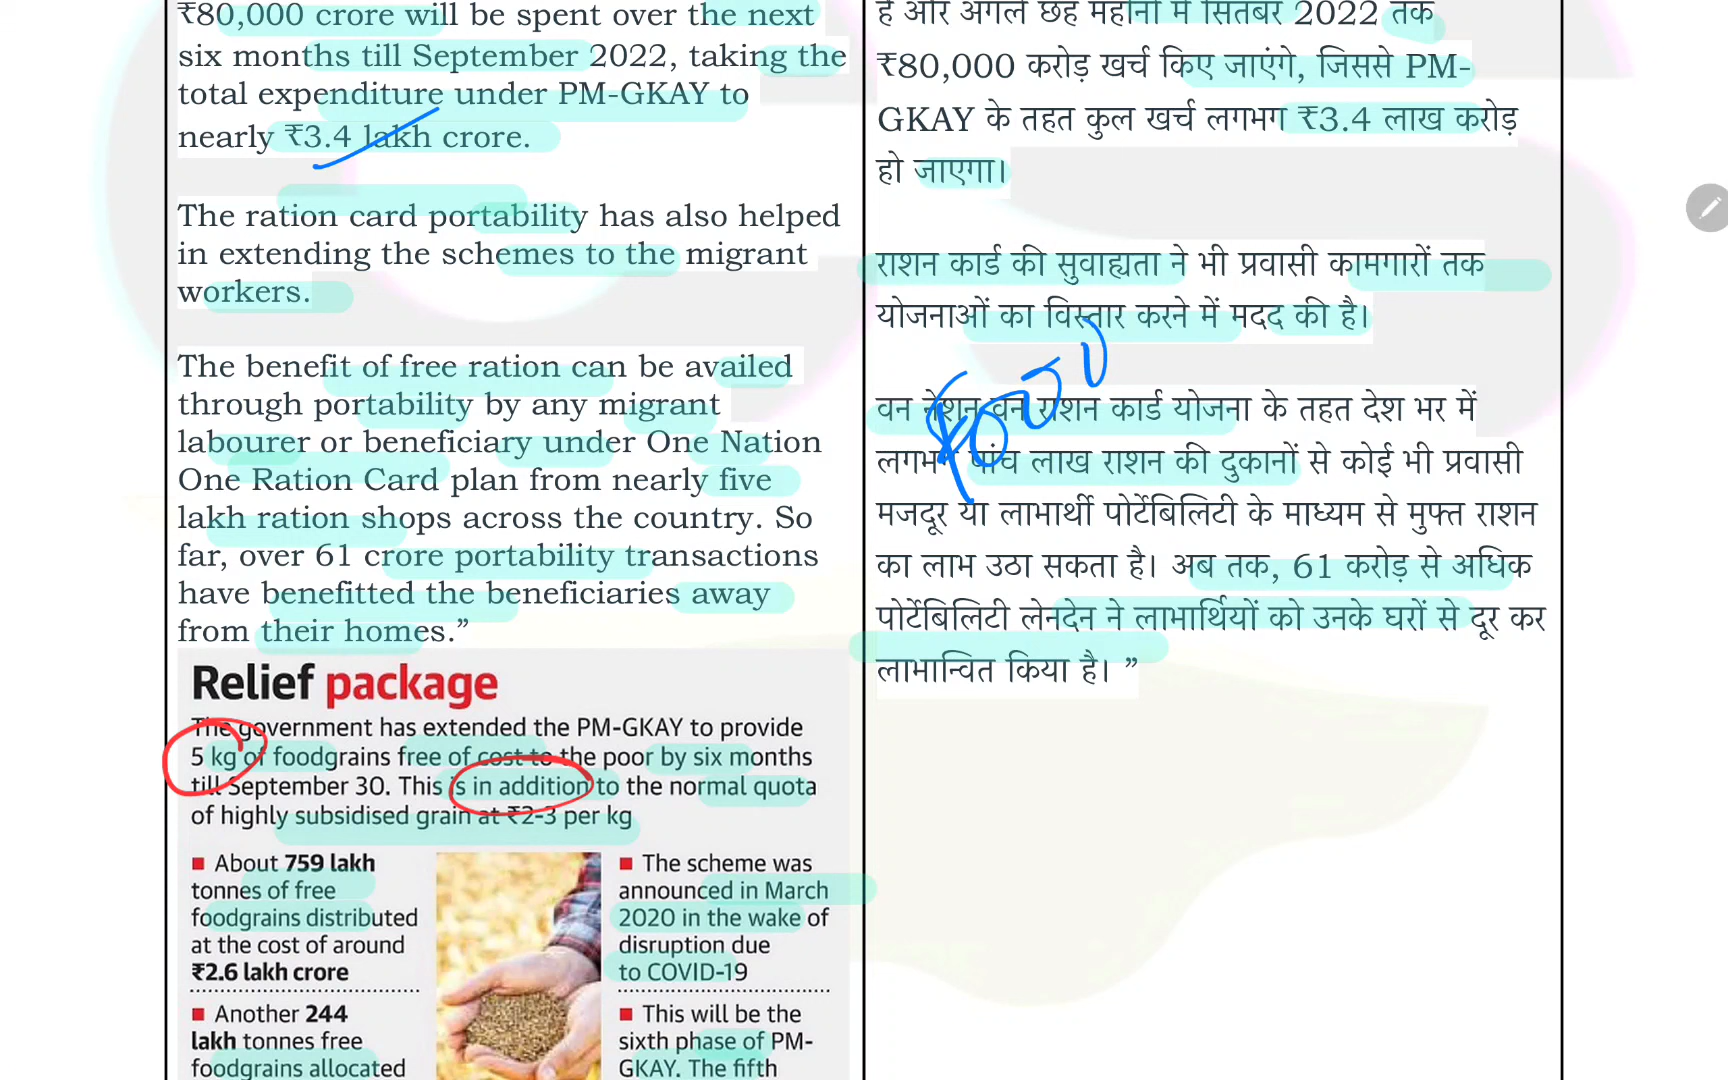 ₹80,000 crore will be spent over the next
six months till September 2022, taking the
total expenditure under PM-GKAY to
nearly ₹3.4 lakh crore.
The ration card portability has also helped
in extending the schemes to the migrant
workers.
The benefit of free ration can be availed
through portability by any migrant
labourer or beneficiary under One Nation
One Ration Card plan from nearly five
lakh ration shops across the country. So
far, over 61 crore portability transactions
have benefitted the beneficiaries away
from their homes.”
Relief package
The government has extended the PM-GKAY to provide
5 kg of foodgrains free of cost to the poor by six months
till September 30. This is in addition to the normal quota
of highly subsidised grain at ₹2-3 per kg
About 759 lakh
tonnes of free
foodgrains distributed
at the cost of around
₹2.6 lakh crore
Another 244
lakh tonnes free
foodgrains allocated
The scheme was
announced in March
2020 in the wake of
disruption due
to COVID-19
This will be the
sixth phase of PM-
GKAY. The fifth
है और अगले छह महीनों में सितंबर 2022 तक
₹80,000 करोड़ खर्च किए जाएंगे, जिससे PM-
GKAY के तहत कुल खर्च लगभग ₹3.4 लाख करोड़
हो जाएगा।
राशन कार्ड की सुवाह्यता ने भी प्रवासी कामगारों तक
योजनाओं का विस्तार करने में मदद की है।
वन नेशन वन राशन कार्ड योजना के तहत देश भर में
लगभग पांच लाख राशन की दुकानों से कोई भी प्रवासी
मजदूर या लाभार्थी पोर्टेबिलिटी के माध्यम से मुफ्त राशन
का लाभ उठा सकता है। अब तक, 61 करोड़ से अधिक
पोर्टेबिलिटी लेनदेन ने लाभार्थियों को उनके घरों से दूर कर
लाभान्वित किया है। ”